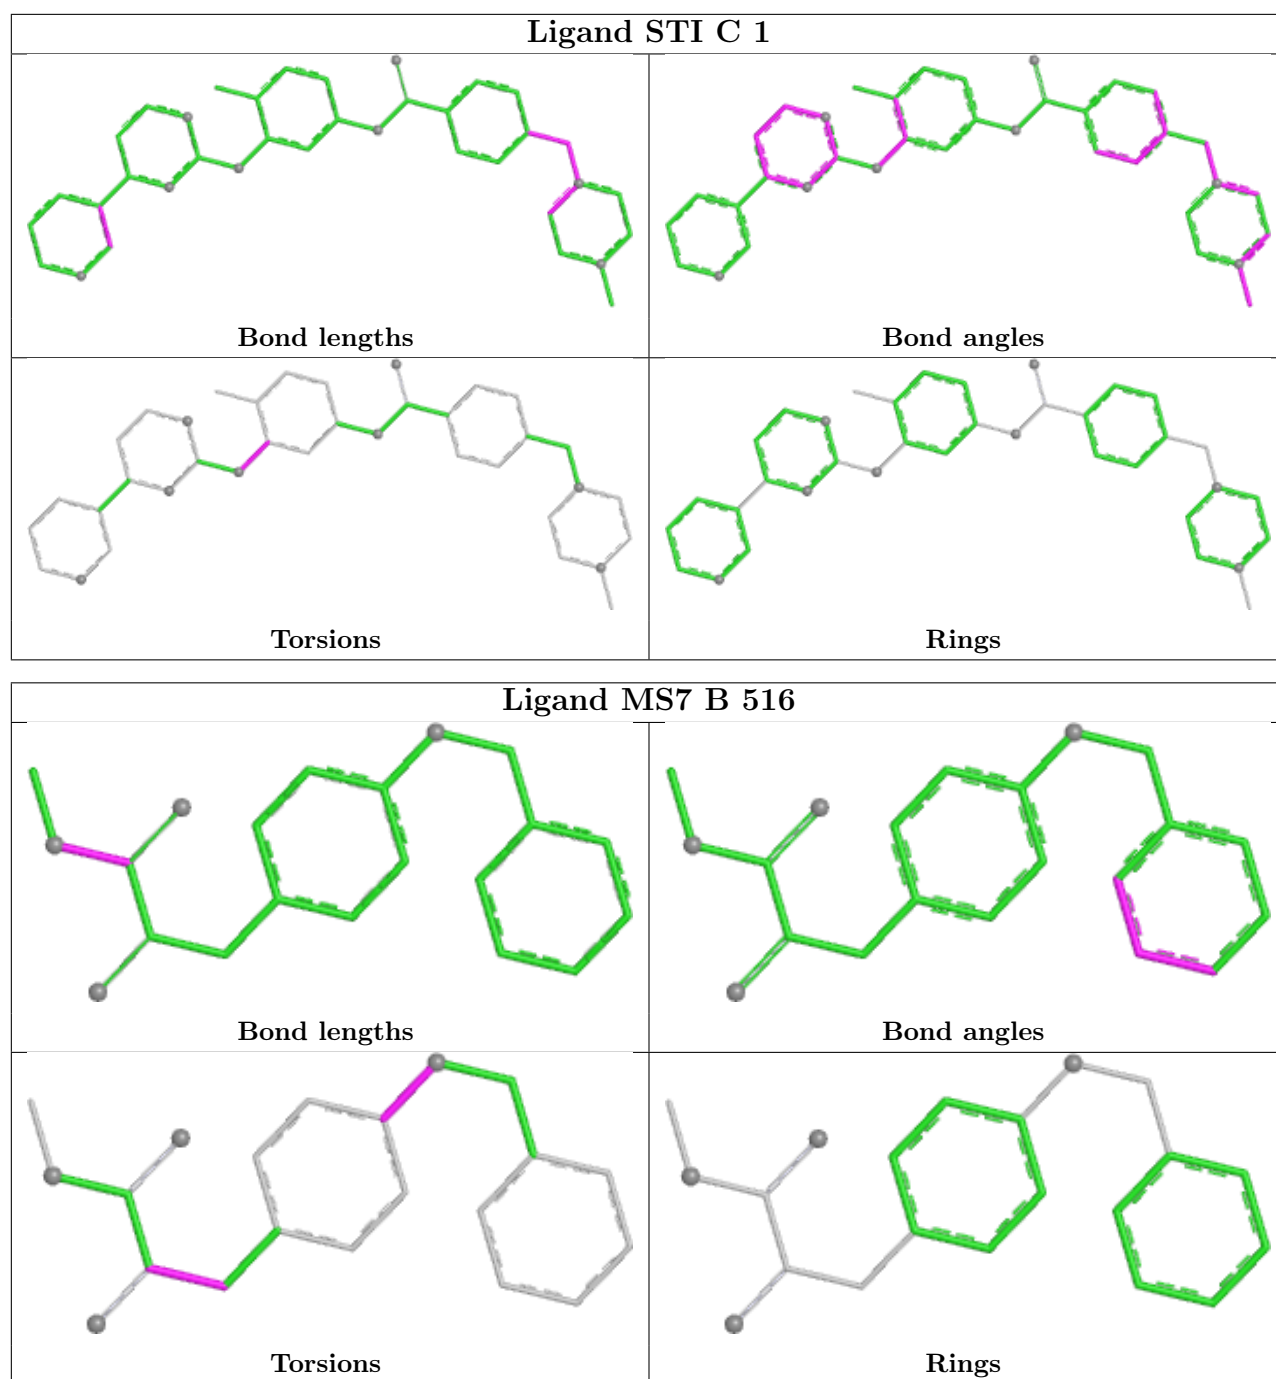 Ligand STI C 1
Bond lengths
Bond angles
Torsions
Rings
Ligand MS7 B 516
Bond lengths
Bond angles
Torsions
Rings